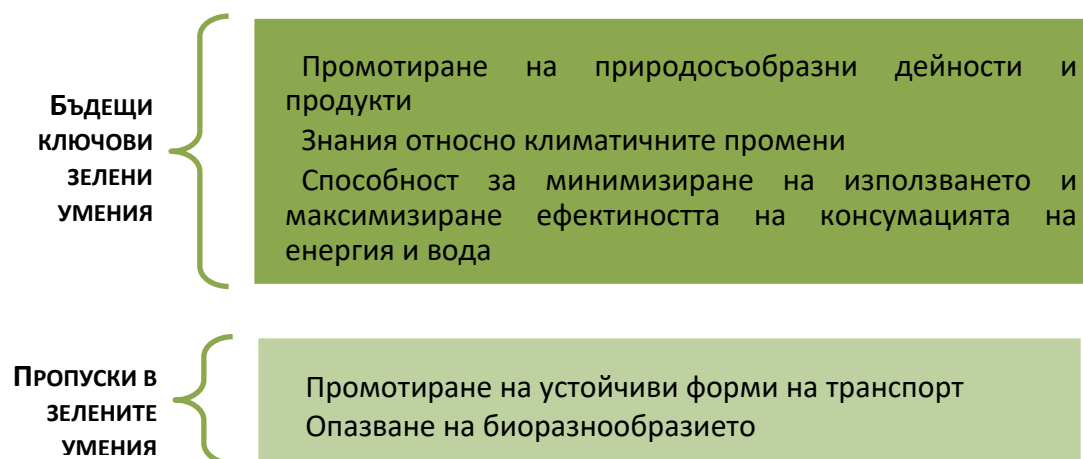 Бъдещи
ключови
зелени
умения
Промотиране на природосъобразни дейности и
продукти
Знания относно климатичните промени
Способност за минимизиране на използването и
максимизиране ефектиността на консумацията на
енергия и вода
Пропуски в
зелените
умения
Промотиране на устойчиви форми на транспорт
Опазване на биоразнообразието